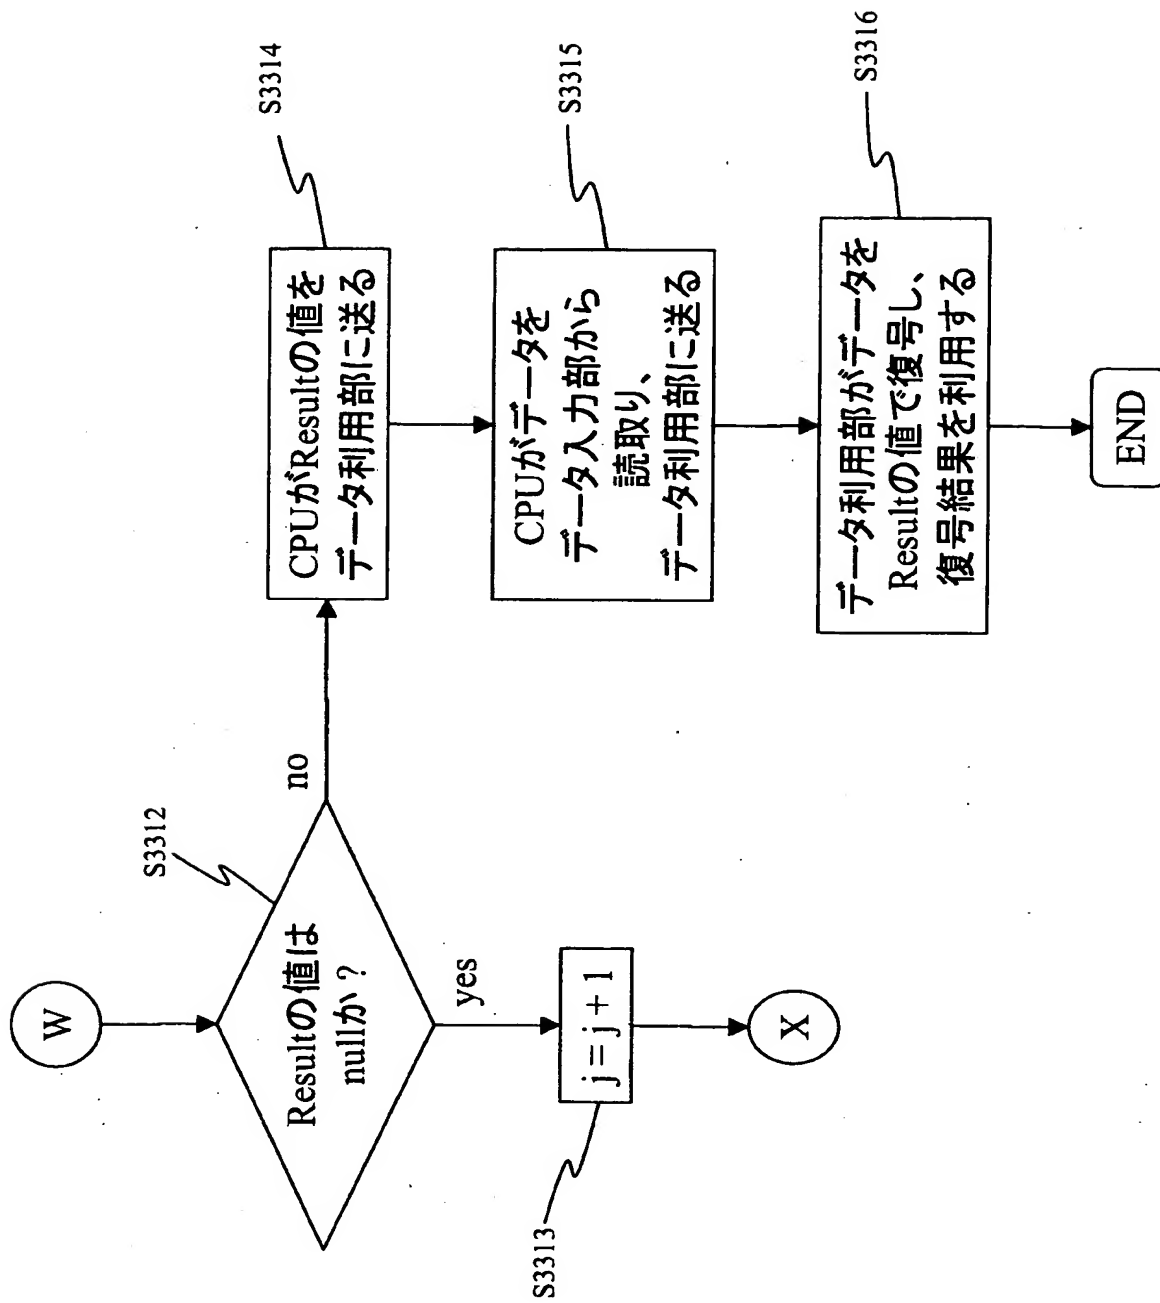 W
S3312
Resultの値は
nullか?
no
yes
S3313
j = j + 1
X
S3314
CPUがResultの値を
データ利用部に送る
S3315
CPUがデータを
データ入力部から
読取り、
データ利用部に送る
S3316
データ利用部がデータを
Resultの値で復号し、
復号結果を利用する
END